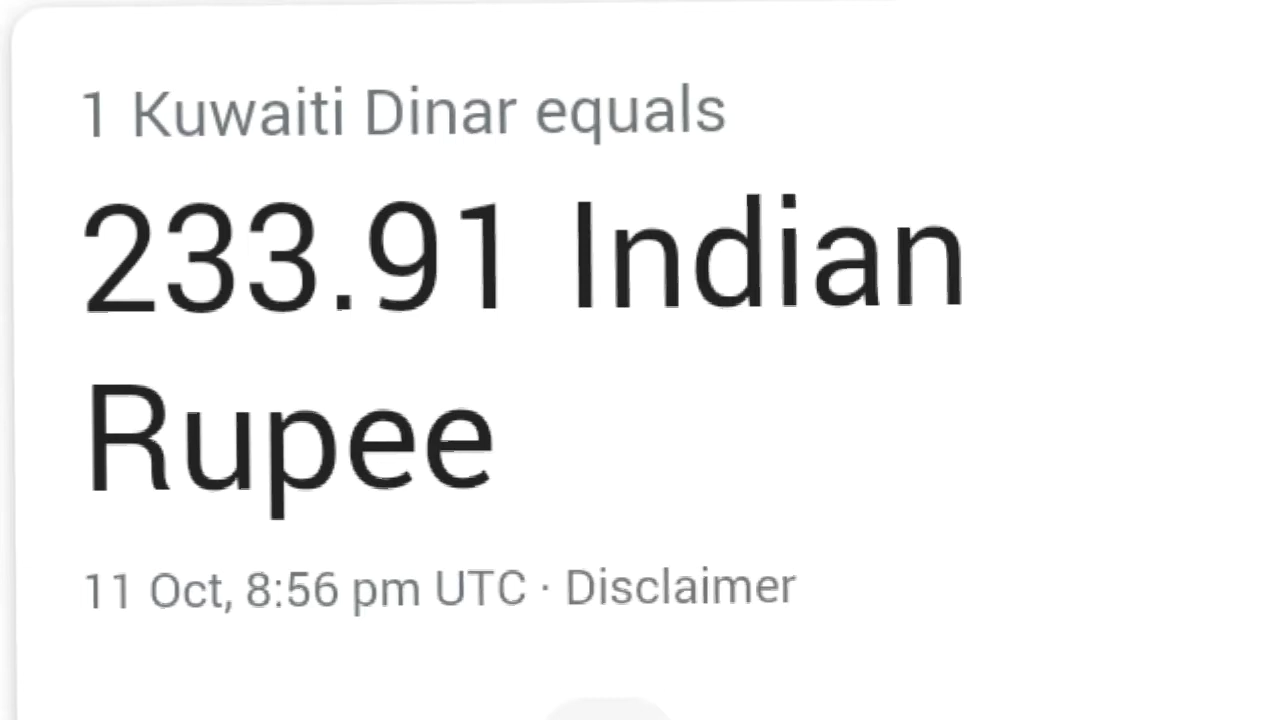 1 Kuwaiti Dinar equals
233.91 Indian
Rupee
11 Oct, 8:56 pm UTC · Disclaimer